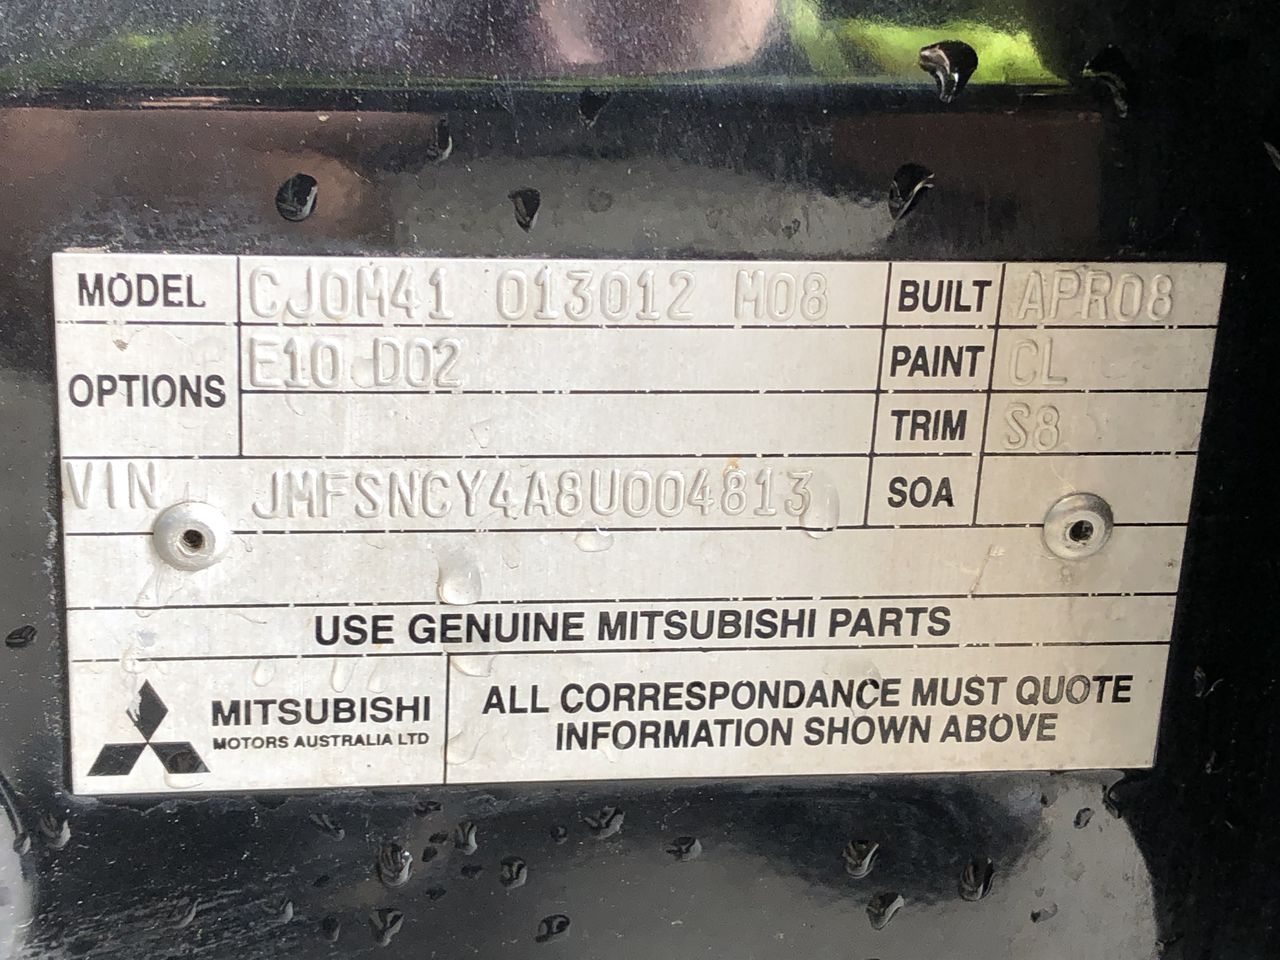 MODEL CJ0M41 013012 M08 BUILT APR08
OPTIONS E10 D02 PAINT CL
TRIM S8
VIN JMFSNCY4A8U004813 SOA
USE GENUINE MITSUBISHI PARTS
MITSUBISHI
MOTORS AUSTRALIA LTD
ALL CORRESPONDANCE MUST QUOTE
INFORMATION SHOWN ABOVE